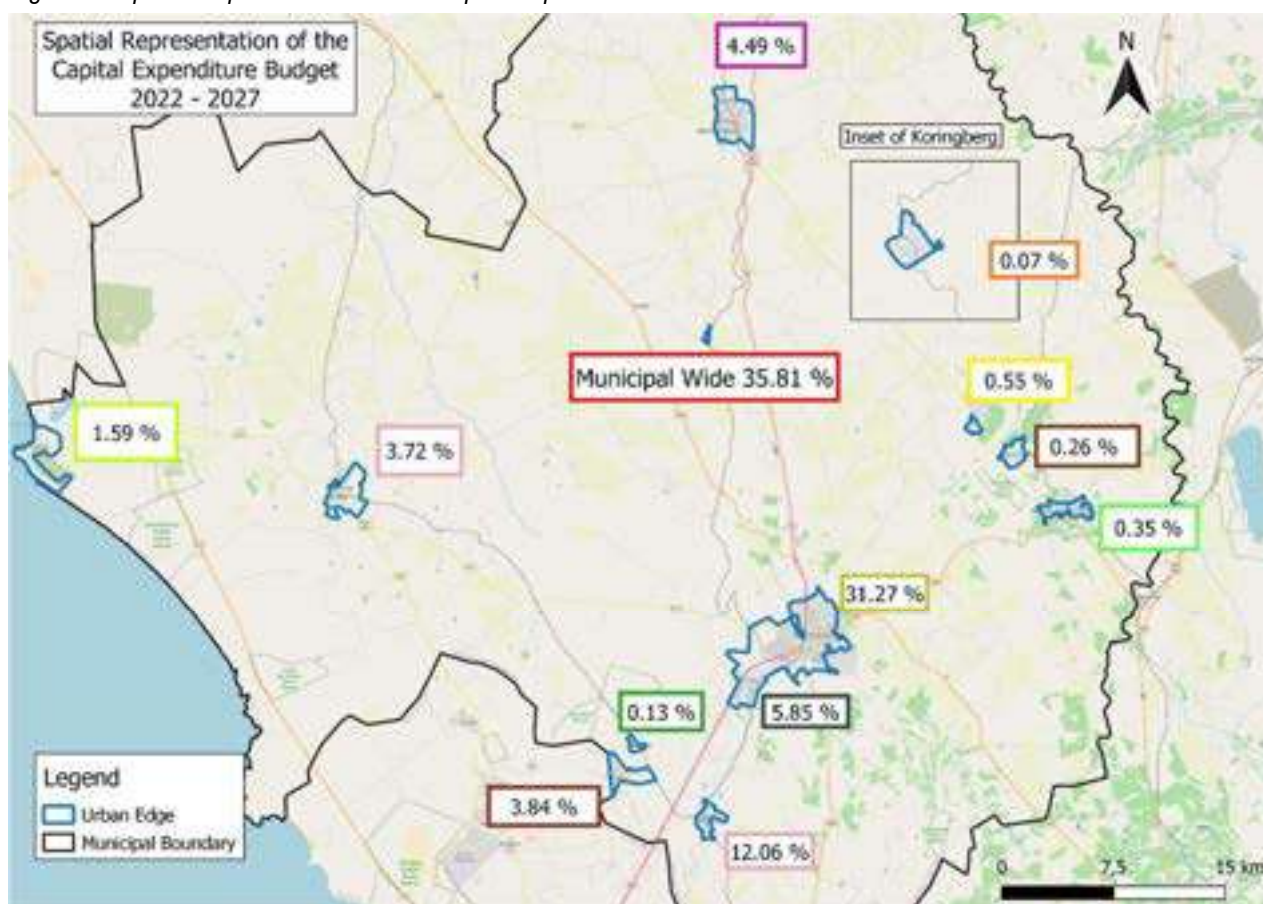 Spatial Representation of the
Capital Expenditure Budget
2022 - 2027
4.49 %
N
Inset of Koringberg
0.07 %
Municipal Wide 35.81 %
0.55 %
1.59 %
3.72 %
0.26 %
0.35 %
31.27 %
0.13 %
5.85 %
3.84 %
12.06 %
Legend
Urban Edge
Municipal Boundary
0 7,5 15 km